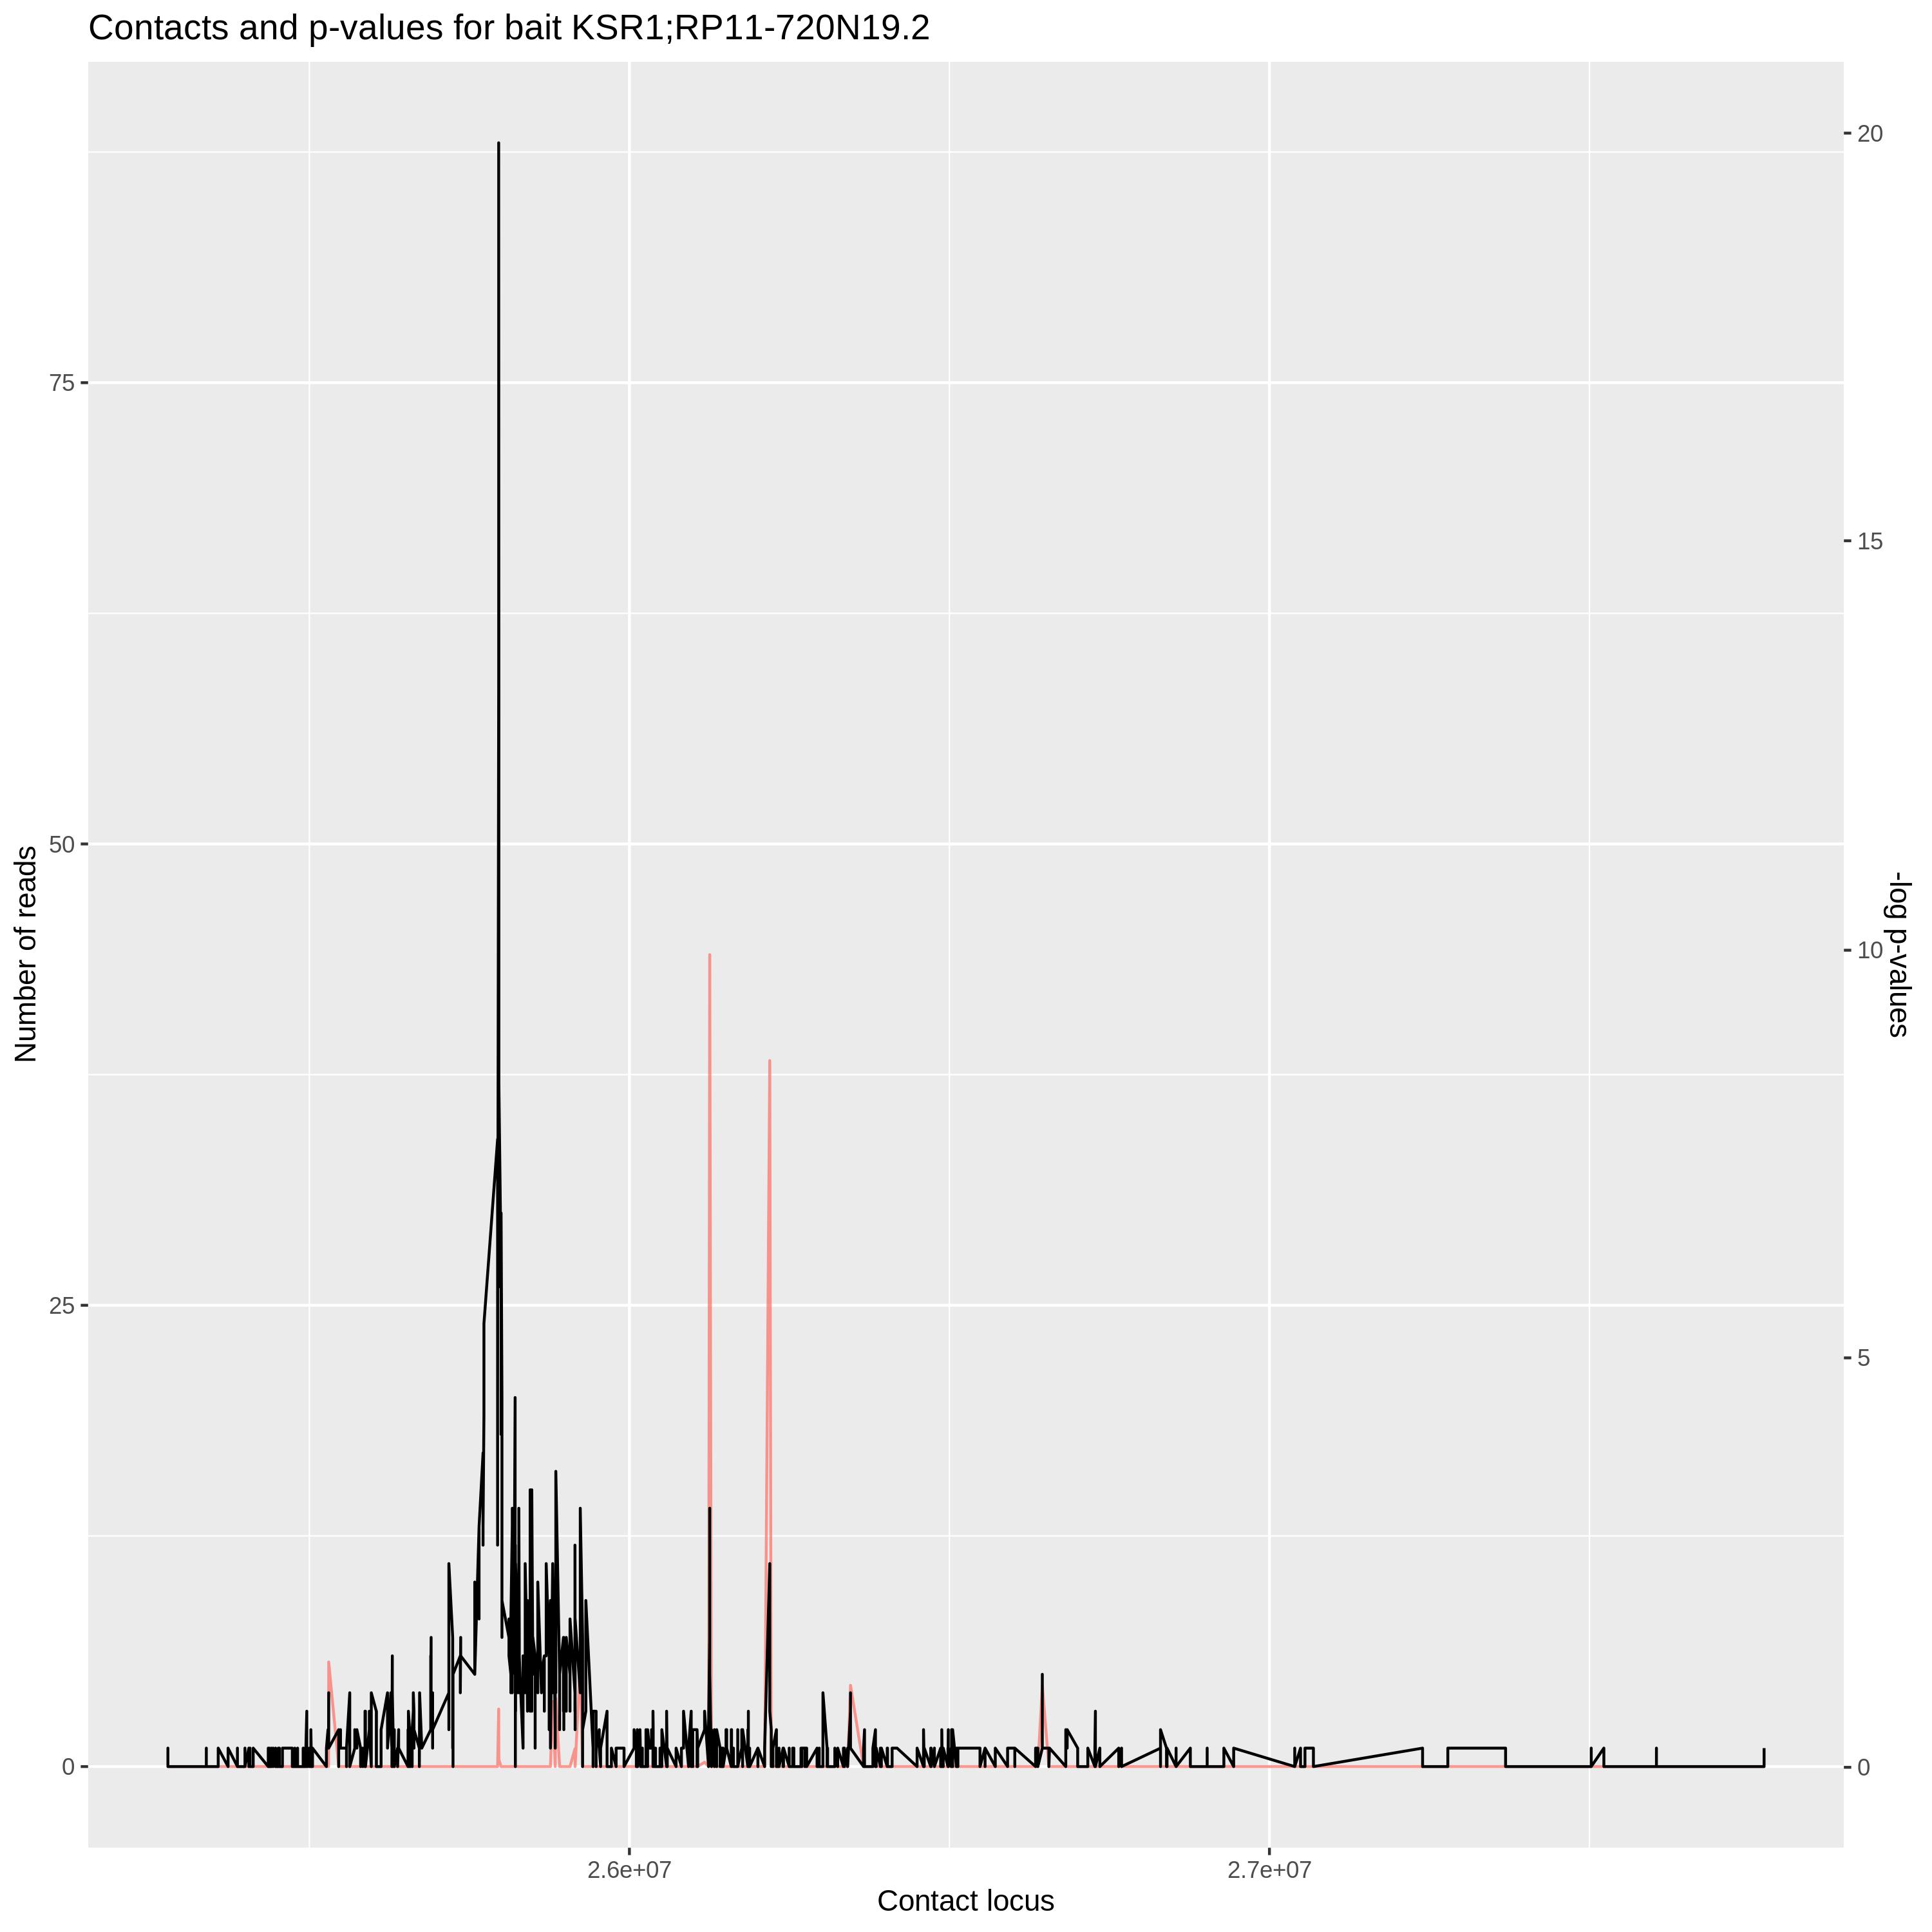 Contacts and p-values for bait KSR1;RP11-720N19.2
Number of reads
75
50
25
0
20
15
10
5
0
-log p-values
2.6e+07
2.7e+07
Contact locus